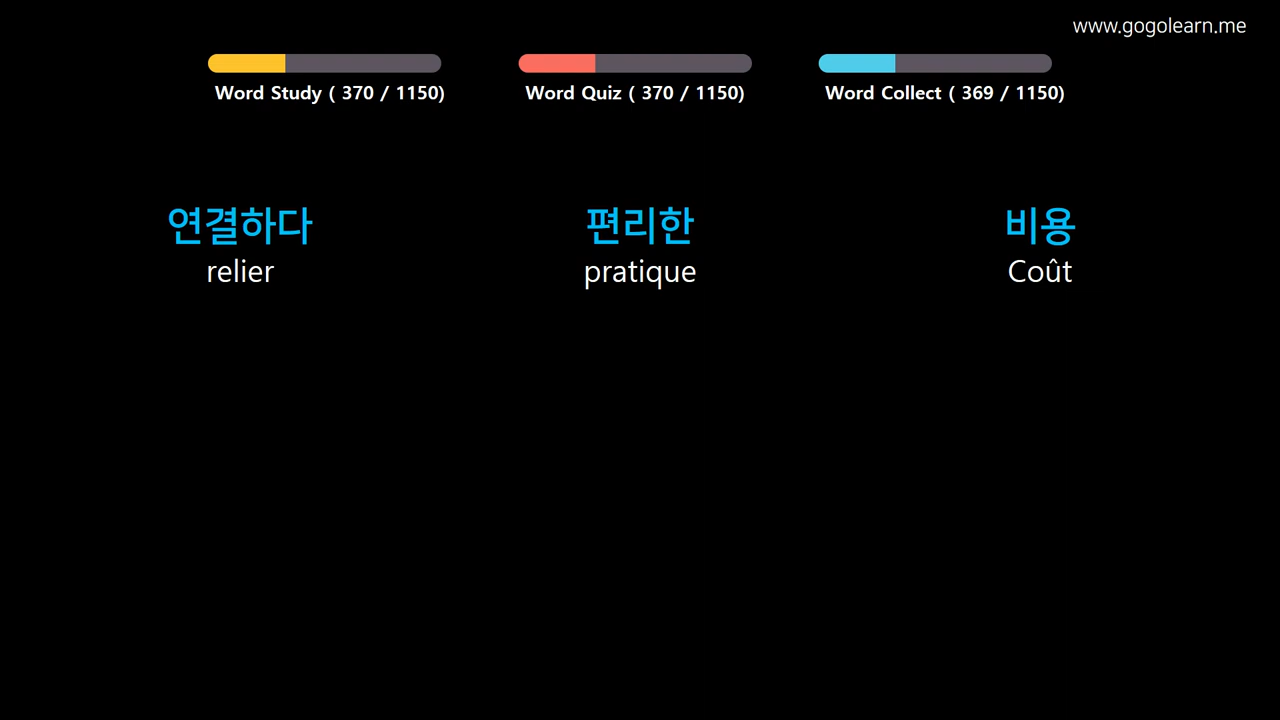 www.gogolearn.me
Word Study ( 370 / 1150)
Word Quiz ( 370 / 1150)
Word Collect ( 369 / 1150)
연결하다
relier
편리한
pratique
비용
Coût